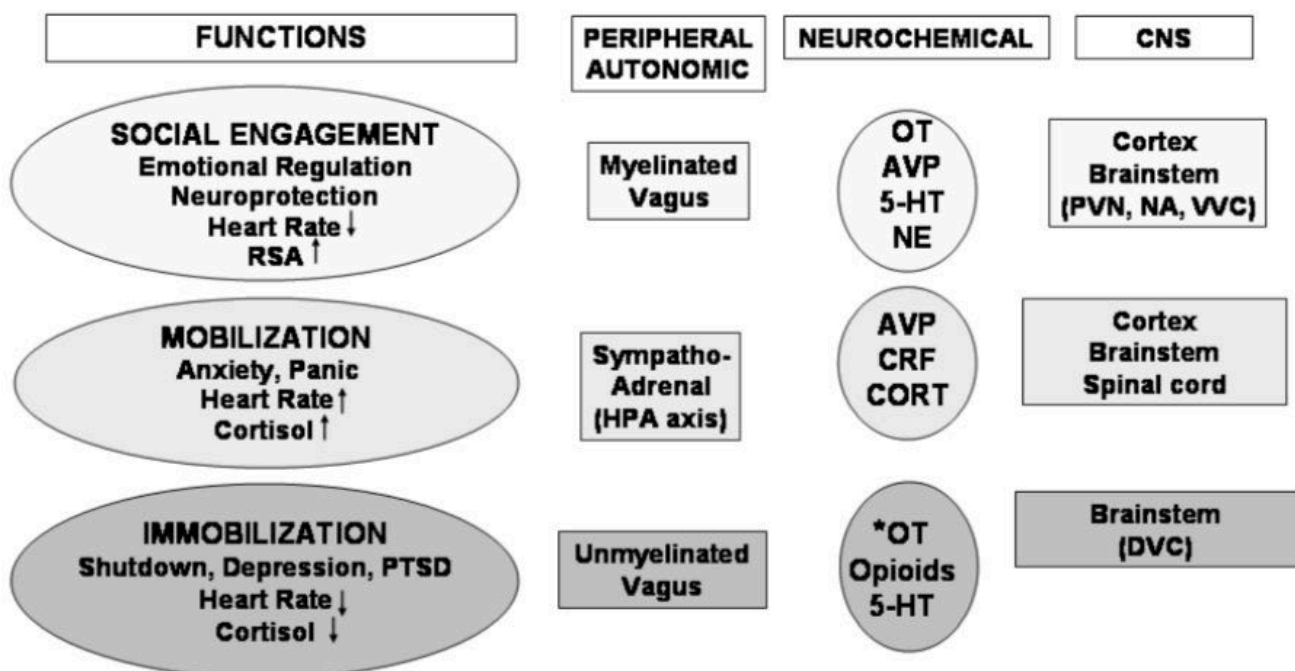 FUNCTIONS
PERIPHERAL
AUTONOMIC
NEUROCHEMICAL
CNS
SOCIAL ENGAGEMENT
Emotional Regulation
Neuroprotection
Heart Rate ↓
RSA ↑
Myelinated
Vagus
OT
AVP
5-HT
NE
Cortex
Brainstem
(PVN, NA, VVC)
MOBILIZATION
Anxiety, Panic
Heart Rate ↑
Cortisol ↑
Sympatho-
Adrenal
(HPA axis)
AVP
CRF
CORT
Cortex
Brainstem
Spinal cord
IMMOBILIZATION
Shutdown, Depression, PTSD
Heart Rate ↓
Cortisol ↓
Unmyelinated
Vagus
*OT
Opioids
5-HT
Brainstem
(DVC)